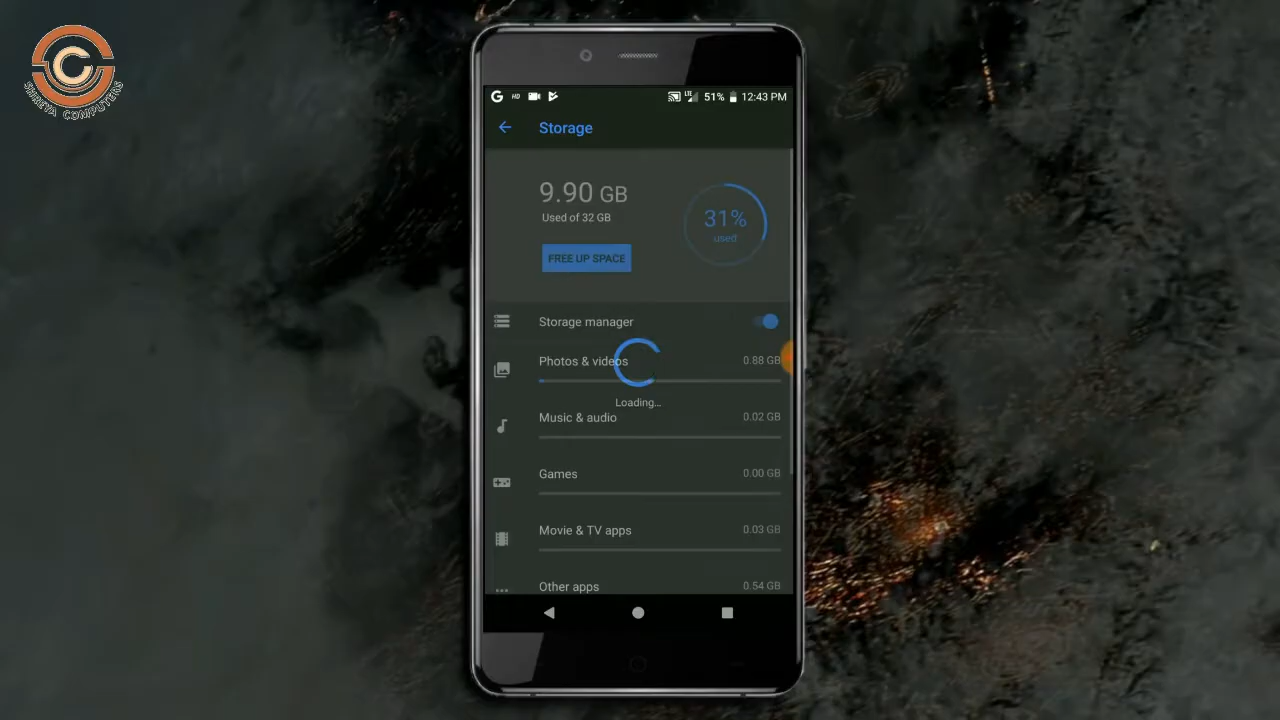 SHREYA COMPUTERS
G HD LTE 51% 12:43 PM
Storage
9.90 GB
Used of 32 GB
31%
used
FREE UP SPACE
Storage manager
Photos & videos 0.88 GB
Loading...
Music & audio 0.02 GB
Games 0.00 GB
Movie & TV apps 0.03 GB
Other apps 0.54 GB